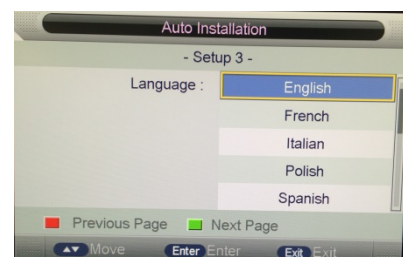 Auto Installation
- Setup 3 -
Language : English
French
Italian
Polish
Spanish
Previous Page Next Page
Move Enter Enter Exit Exit